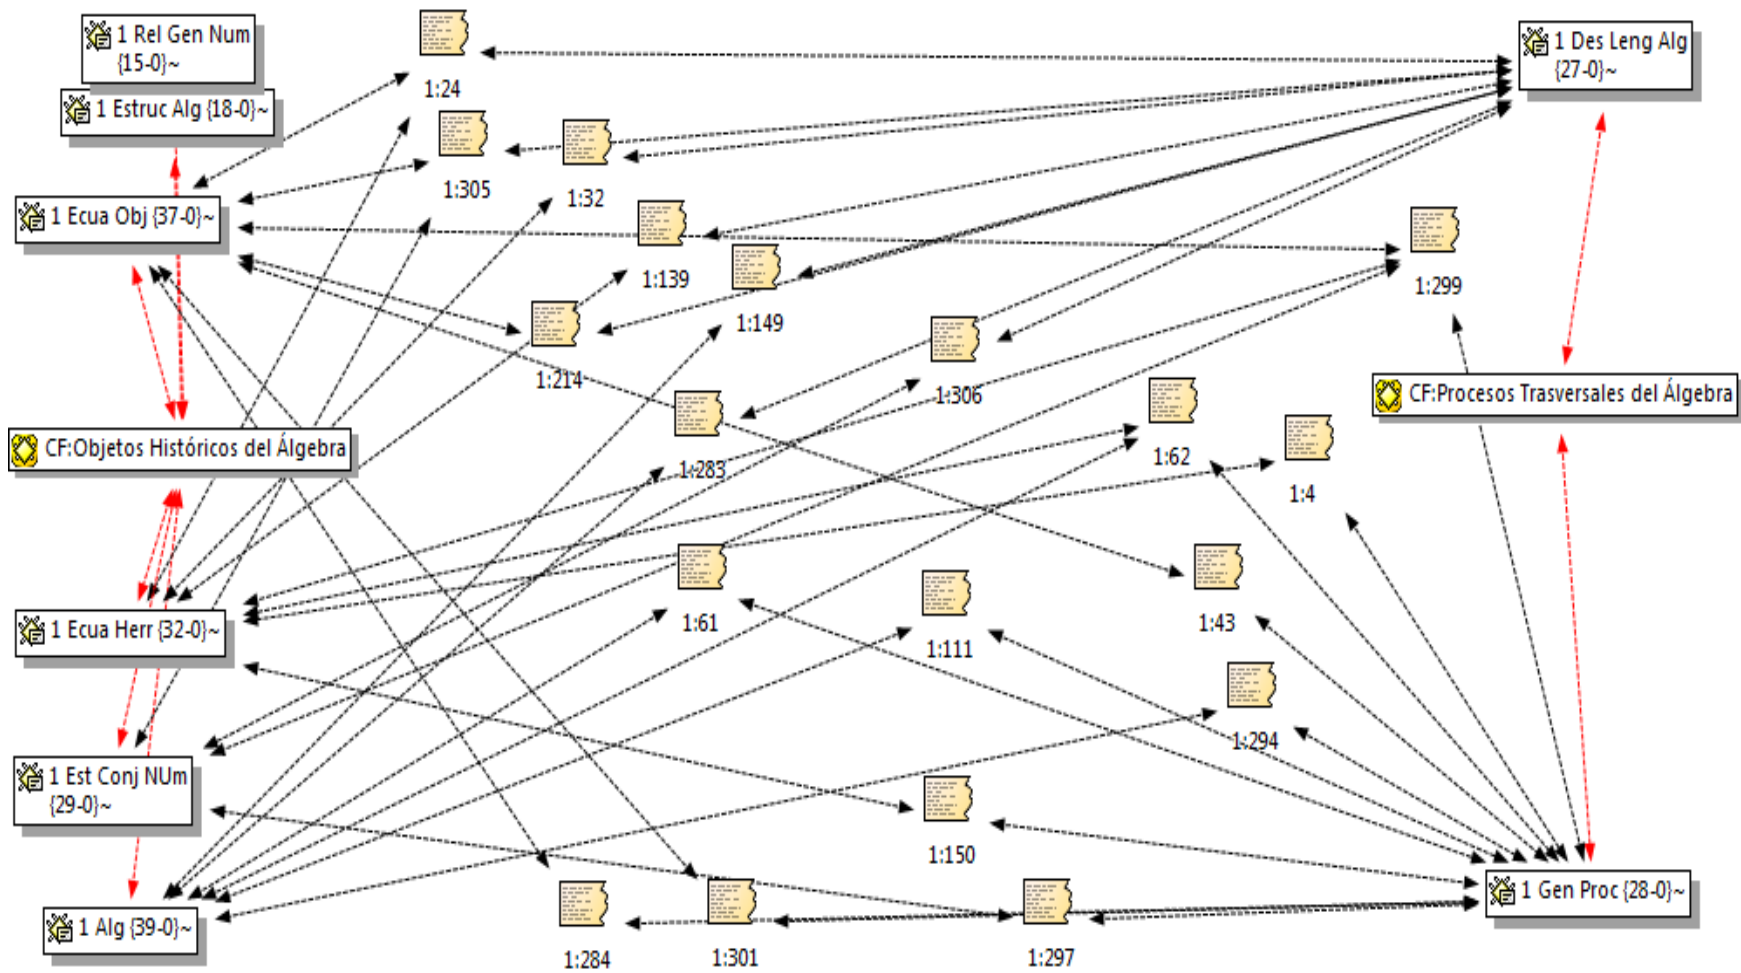 1 Rel Gen Num
{15-0}~
1 Estruc Alg {18-0}~
1 Ecua Obj {37-0}~
CF:Objetos Históricos del Álgebra
1 Ecua Herr {32-0}~
1 Est Conj NUm
{29-0}~
1 Alg {39-0}~
1:24
1:305
1:32
1:139
1:149
1:214
1:306
1:283
1:62
1:4
1:299
1:61
1:111
1:43
1:294
1:150
1:284
1:301
1:297
1 Des Leng Alg
{27-0}~
CF:Procesos Trasversales del Álgebra
1 Gen Proc {28-0}~